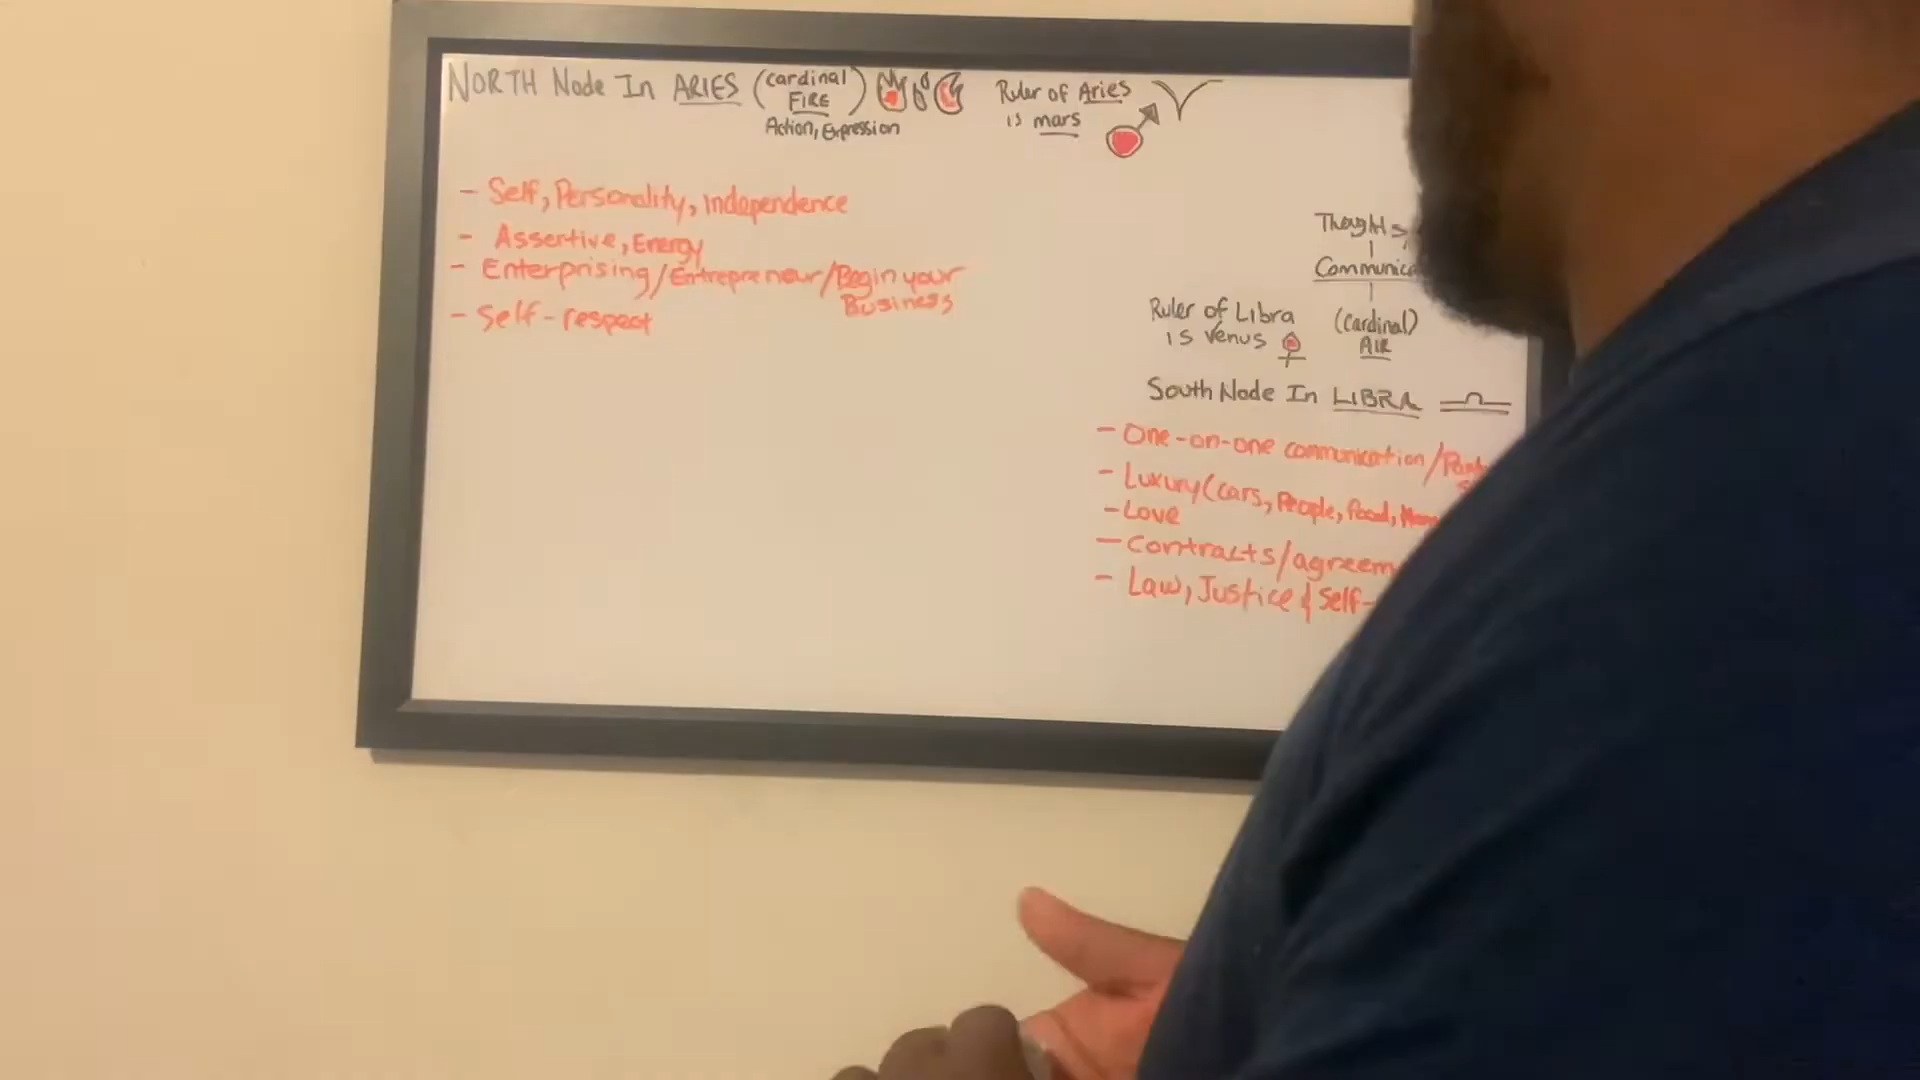 NORTH Node In ARIES (cardinal FIRE)
Action, Expression
Ruler of Aries
is mars
- Self, Personality, Independence
- Assertive, Energy
- Enterprising/Entrepreneur/Begin your
Business
- Self-respect
Thoughts
Ruler of Libra
is Venus
(Cardinal)
AIR
South Node In LIBRA
- One-on-one communication/
- Luxury (cars, People, Food,
- Love
- Contracts/
- Law, Justice & Self-